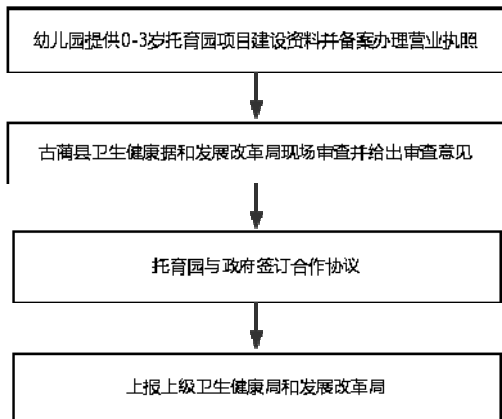 幼儿园提供0-3岁托育园项目建设资料并备案办理营业执照
古蔺县卫生健康据和发展改革局现场审查并给出审查意见
托育园与政府签订合作协议
上报上级卫生健康局和发展改革局